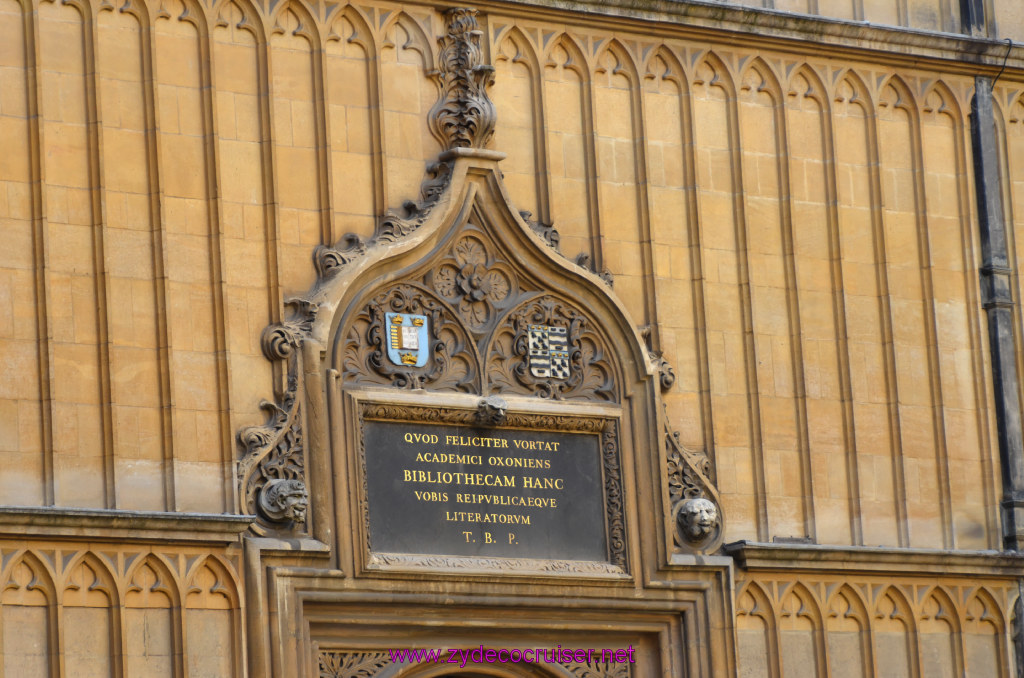 QVOD FELICITER VORTAT
ACADEMICI OXONIENS
BIBLIOTHECAM HANC
VOBIS REIPVBLICAEQVE
LITERATORVM
T. B. P.
www.zydecocruiser.net